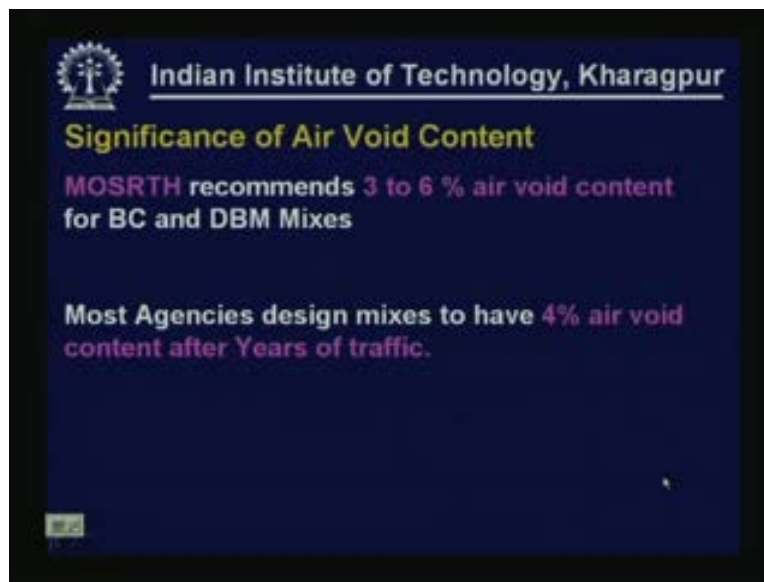 Indian Institute of Technology, Kharagpur
Significance of Air Void Content
MOSRTH recommends 3 to 6 % air void content
for BC and DBM Mixes
Most Agencies design mixes to have 4% air void
content after Years of traffic.